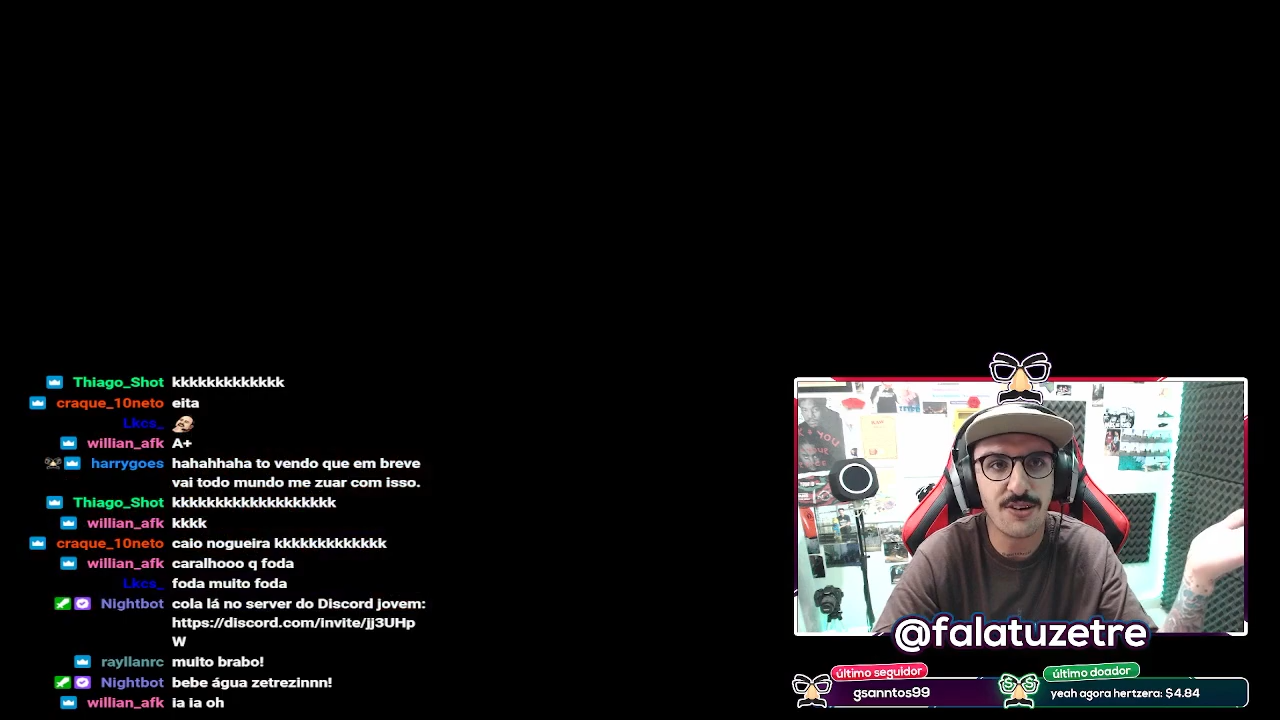 Thiago_Shot kkkkkkkkkkkkk
craque_10neto eita
Lkcs_
willian_afk A+
harrygoes hahahhaha to vendo que em breve
vai todo mundo me zuar com isso.
Thiago_Shot kkkkkkkkkkkkkkkkkkk
willian_afk kkkk
craque_10neto caio nogueira kkkkkkkkkkkkk
willian_afk caralhooo q foda
Lkcs_ foda muito foda
Nightbot cola lá no server do Discord jovem:
https://discord.com/invite/jj3UHp
W
rayllanrc muito brabo!
Nightbot bebe água zetrezinnn!
willian_afk la la oh
@falatuzetre
último seguidor
gsanntos99
último doador
yeah agora hertzera: $4.84